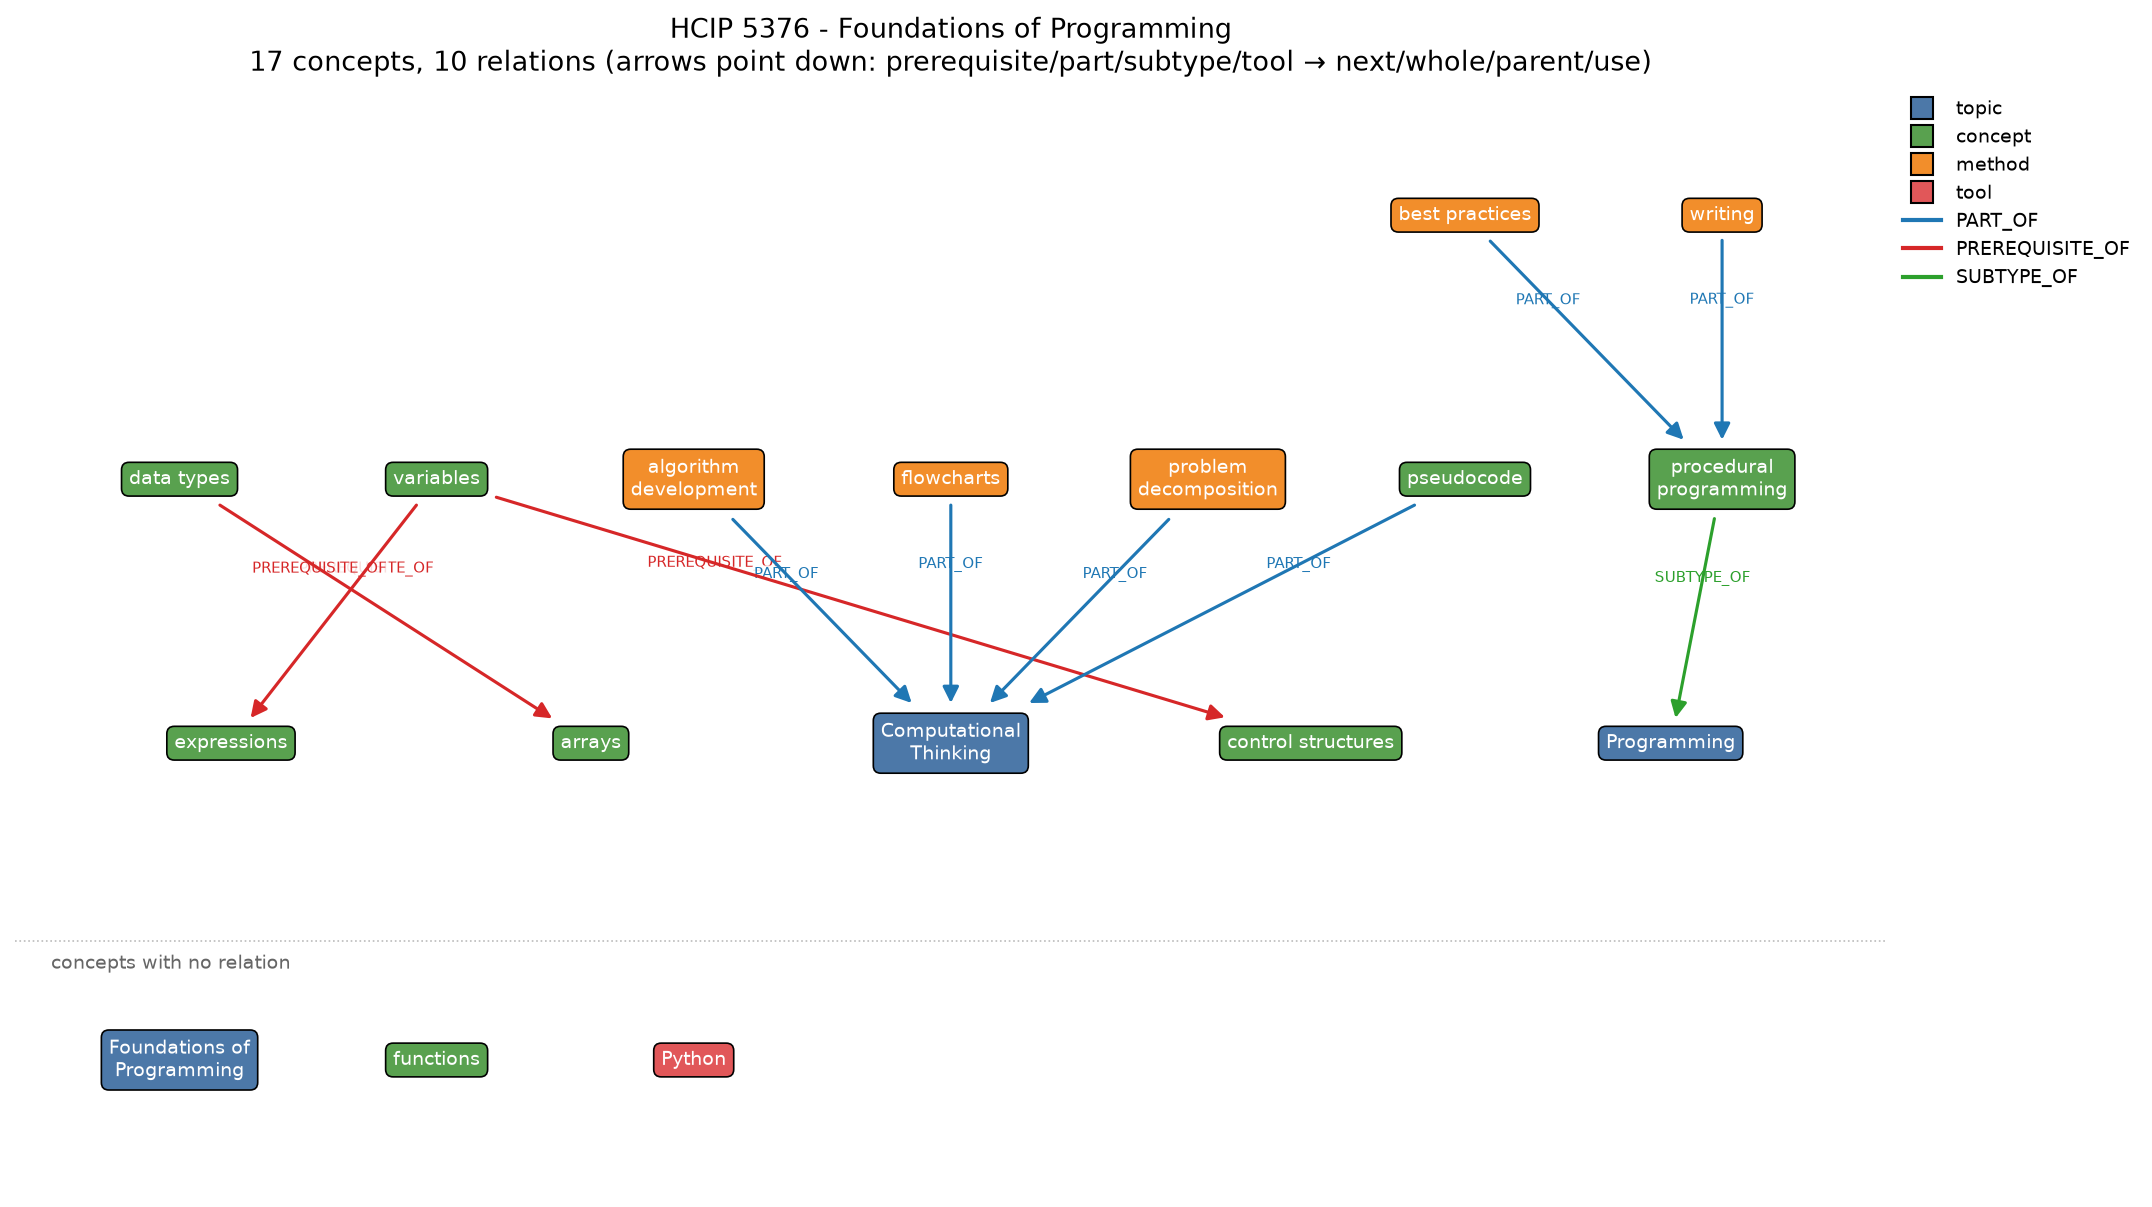 HCIP 5376 - Foundations of Programming
17 concepts, 10 relations (arrows point down: prerequisite/part/subtype/tool → next/whole/parent/use)
topic
concept
method
tool
PART_OF
PREREQUISITE_OF
SUBTYPE_OF
best practices
writing
PART_OF
PART_OF
data types
variables
algorithm
development
flowcharts
problem
decomposition
pseudocode
procedural
programming
PREREQUISITE_OF
PREREQUISITE_OF
PART_OF
PART_OF
PART_OF
PART_OF
SUBTYPE_OF
expressions
arrays
Computational
Thinking
control structures
Programming
concepts with no relation
Foundations of
Programming
functions
Python